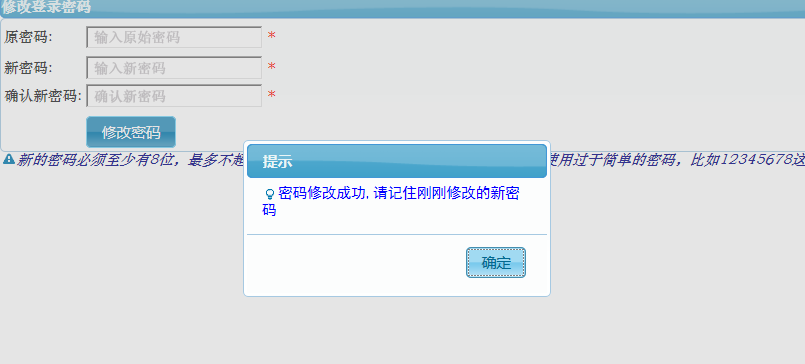 修改登录密码
原密码: 输入原始密码 *
新密码: 输入新密码 *
确认新密码: 确认新密码 *
修改密码
新的密码必须至少有8位，最多不超
使用过于简单的密码，比如12345678这
提示
密码修改成功, 请记住刚刚修改的新密
码
确定